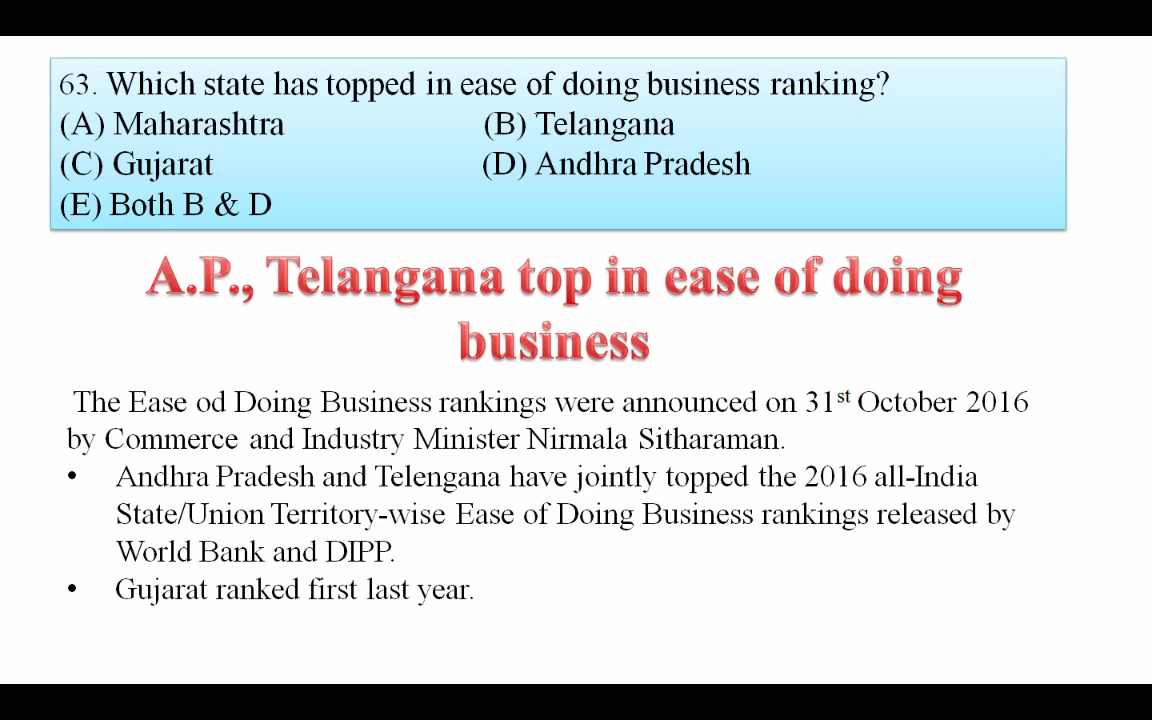 63. Which state has topped in ease of doing business ranking?
(A) Maharashtra (B) Telangana
(C) Gujarat (D) Andhra Pradesh
(E) Both B & D
A.P., Telangana top in ease of doing
business
The Ease od Doing Business rankings were announced on 31st October 2016
by Commerce and Industry Minister Nirmala Sitharaman.
• Andhra Pradesh and Telengana have jointly topped the 2016 all-India
State/Union Territory-wise Ease of Doing Business rankings released by
World Bank and DIPP.
• Gujarat ranked first last year.